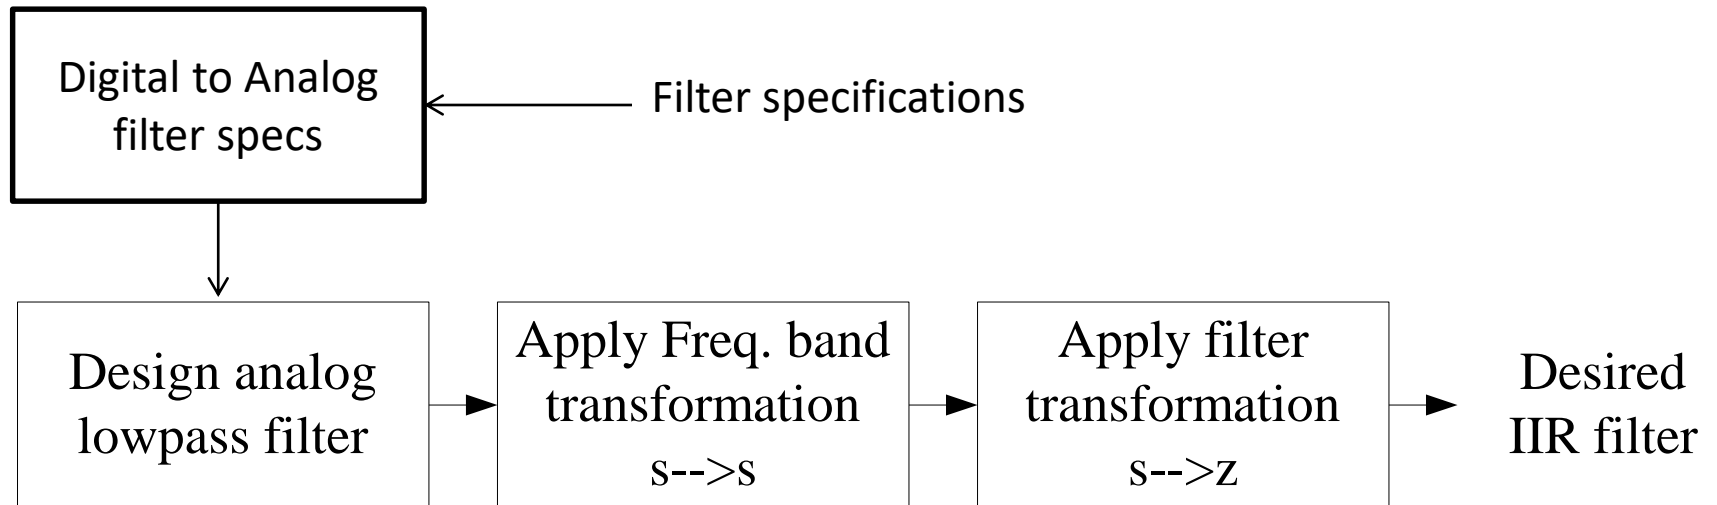 Digital to Analog
filter specs
Filter specifications
Design analog
lowpass filter
Apply Freq. band
transformation
s-->s
Apply filter
transformation
s-->z
Desired
IIR filter